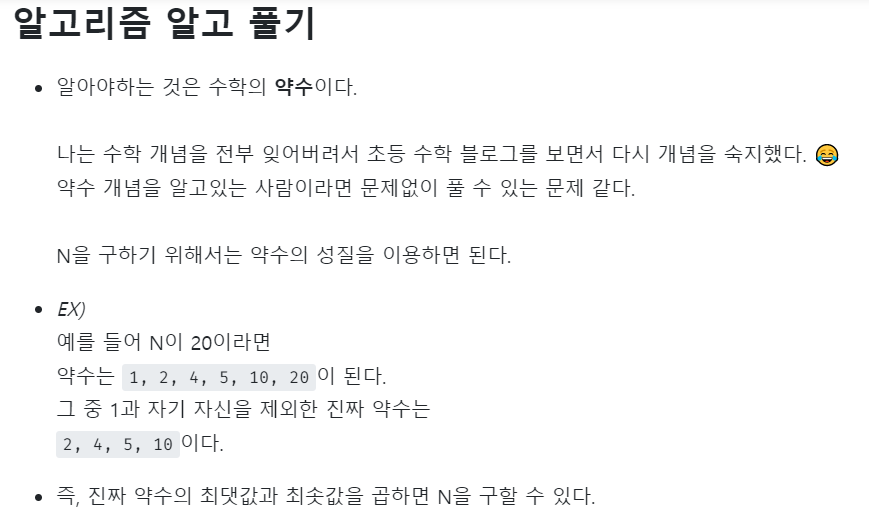 알고리즘 알고 풀기
알아야하는 것은 수학의 약수이다.
나는 수학 개념을 전부 잊어버려서 초등 수학 블로그를 보면서 다시 개념을 숙지했다. 😂
약수 개념을 알고있는 사람이라면 문제없이 풀 수 있는 문제 같다.
N을 구하기 위해서는 약수의 성질을 이용하면 된다.
EX)
예를 들어 N이 20이라면
약수는 1, 2, 4, 5, 10, 20이 된다.
그 중 1과 자기 자신을 제외한 진짜 약수는
2, 4, 5, 10이다.
즉, 진짜 약수의 최댓값과 최솟값을 곱하면 N을 구할 수 있다.